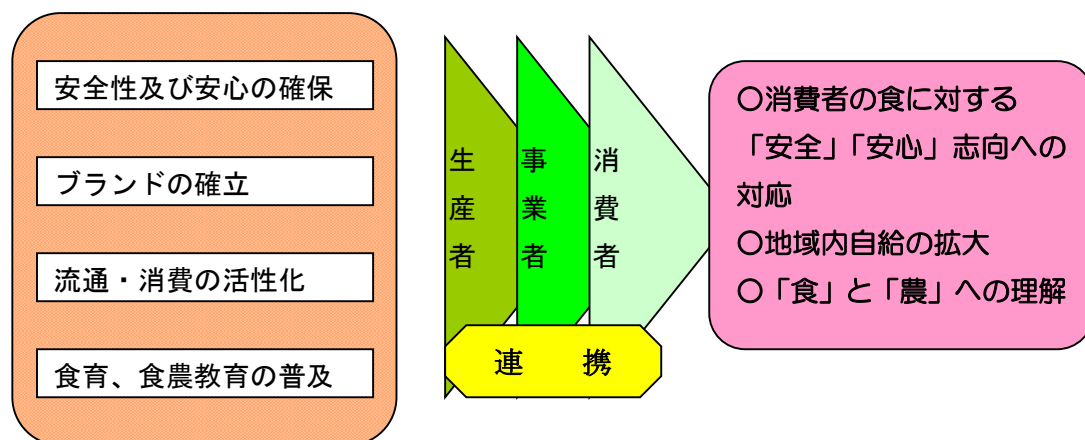 安全性及び安心の確保
ブランドの確立
流通・消費の活性化
食育、食農教育の普及
生産者
事業者
消費者
連　携
〇消費者の食に対する
「安全」「安心」志向への
対応
〇地域内自給の拡大
〇「食」と「農」への理解